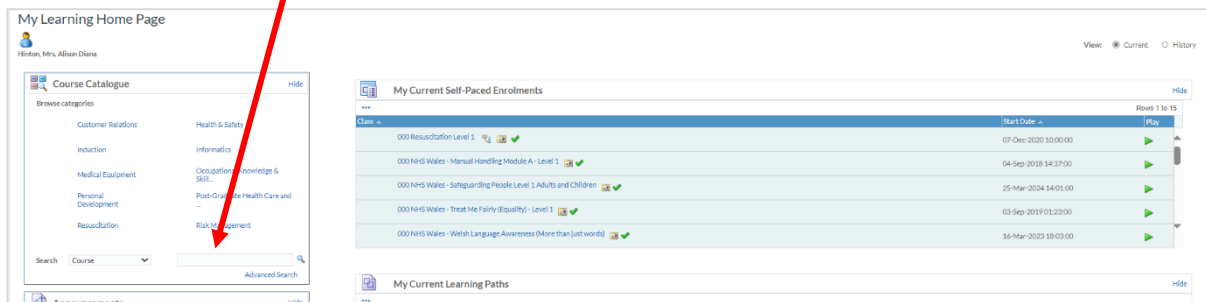 My Learning Home Page
Hinton, Mrs. Alison Diana
View: Current History
Course Catalogue Hide
Browse categories
Customer Relations Health & Safety
Induction Informatics
Medical Equipment Occupational Knowledge & Skill...
Personal Development Post-Graduate Health Care and ...
Resuscitation Risk Management
Search Course
Advanced Search
Announcements Hide
My Current Self-Paced Enrolments Hide
Rows 1 to 15
Class Start Date Play
000 Resuscitation Level 1 07-Dec-2020 10:00:00
000 NHS Wales - Manual Handling Module A - Level 1 04-Sep-2018 14:37:00
000 NHS Wales - Safeguarding People Level 1 Adults and Children 25-Mar-2024 14:01:00
000 NHS Wales - Treat Me Fairly (Equality) - Level 1 03-Sep-2019 01:23:00
000 NHS Wales - Welsh Language Awareness (More than just words) 16-Mar-2023 18:03:00
My Current Learning Paths Hide